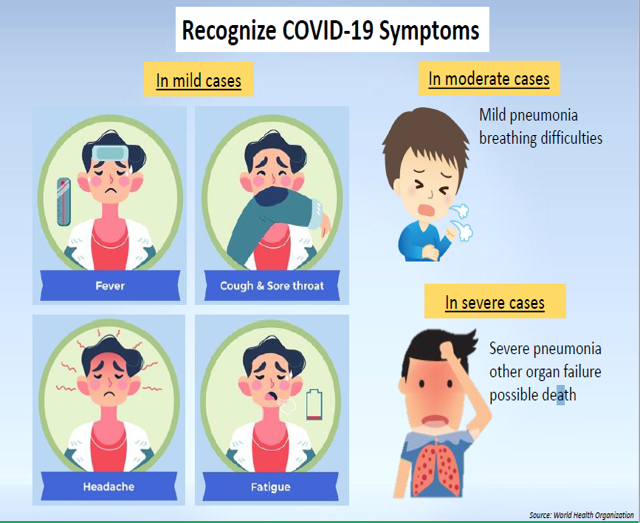 Recognize COVID-19 Symptoms
In mild cases
Fever
Cough & Sore throat
Headache
Fatigue
In moderate cases
Mild pneumonia
breathing difficulties
In severe cases
Severe pneumonia
other organ failure
possible death
Source: World Health Organization